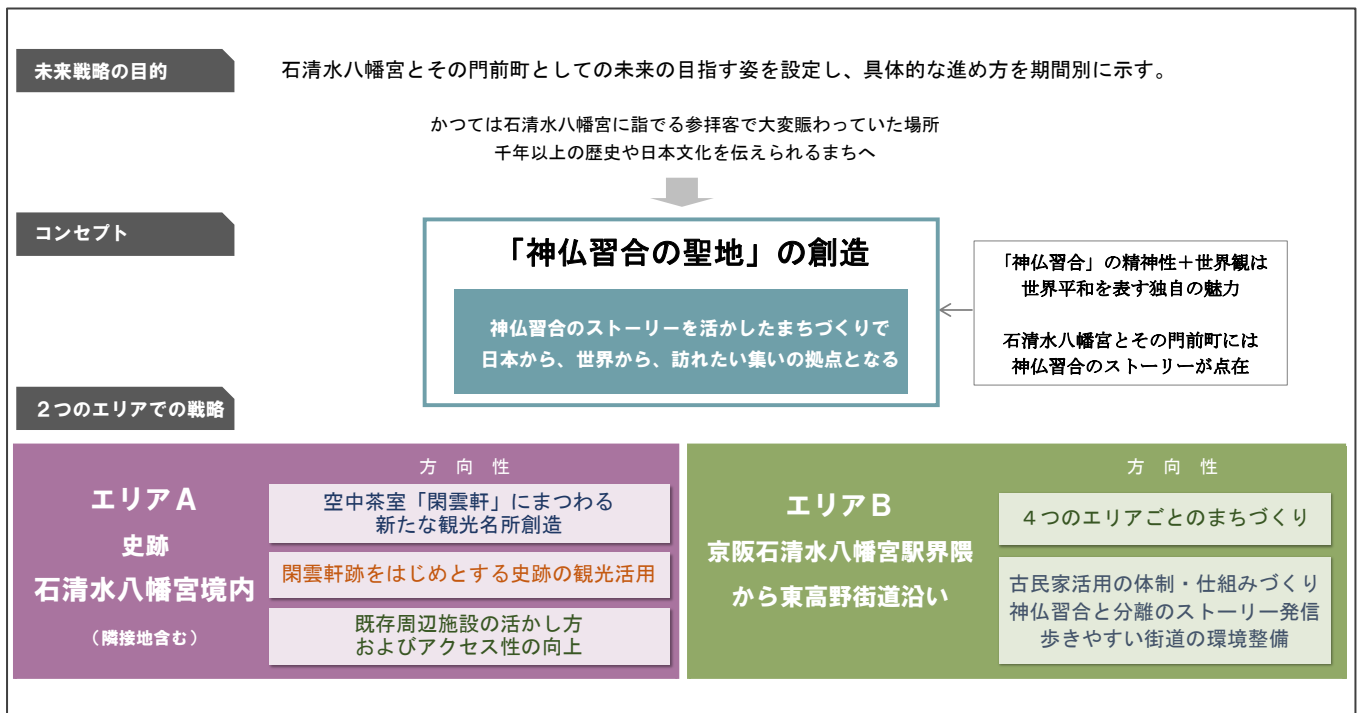 未来戦略の目的
石清水八幡宮とその門前町としての未来の目指す姿を設定し、具体的な進め方を期間別に示す。
かつては石清水八幡宮に詣でる参拝客で大変賑わっていた場所
千年以上の歴史や日本文化を伝えられるまちへ
コンセプト
「神仏習合の聖地」の創造
神仏習合のストーリーを活かしたまちづくりで
日本から、世界から、訪れたい集いの拠点となる
「神仏習合」の精神性＋世界観は
世界平和を表す独自の魅力
石清水八幡宮とその門前町には
神仏習合のストーリーが点在
２つのエリアでの戦略
エリアA
史跡
石清水八幡宮境内
（隣接地含む）
方 向 性
空中茶室「閑雲軒」にまつわる
新たな観光名所創造
閑雲軒跡をはじめとする史跡の観光活用
既存周辺施設の活かし方
およびアクセス性の向上
エリアB
京阪石清水八幡宮駅界隈
から東高野街道沿い
方 向 性
４つのエリアごとのまちづくり
古民家活用の体制・仕組みづくり
神仏習合と分離のストーリー発信
歩きやすい街道の環境整備